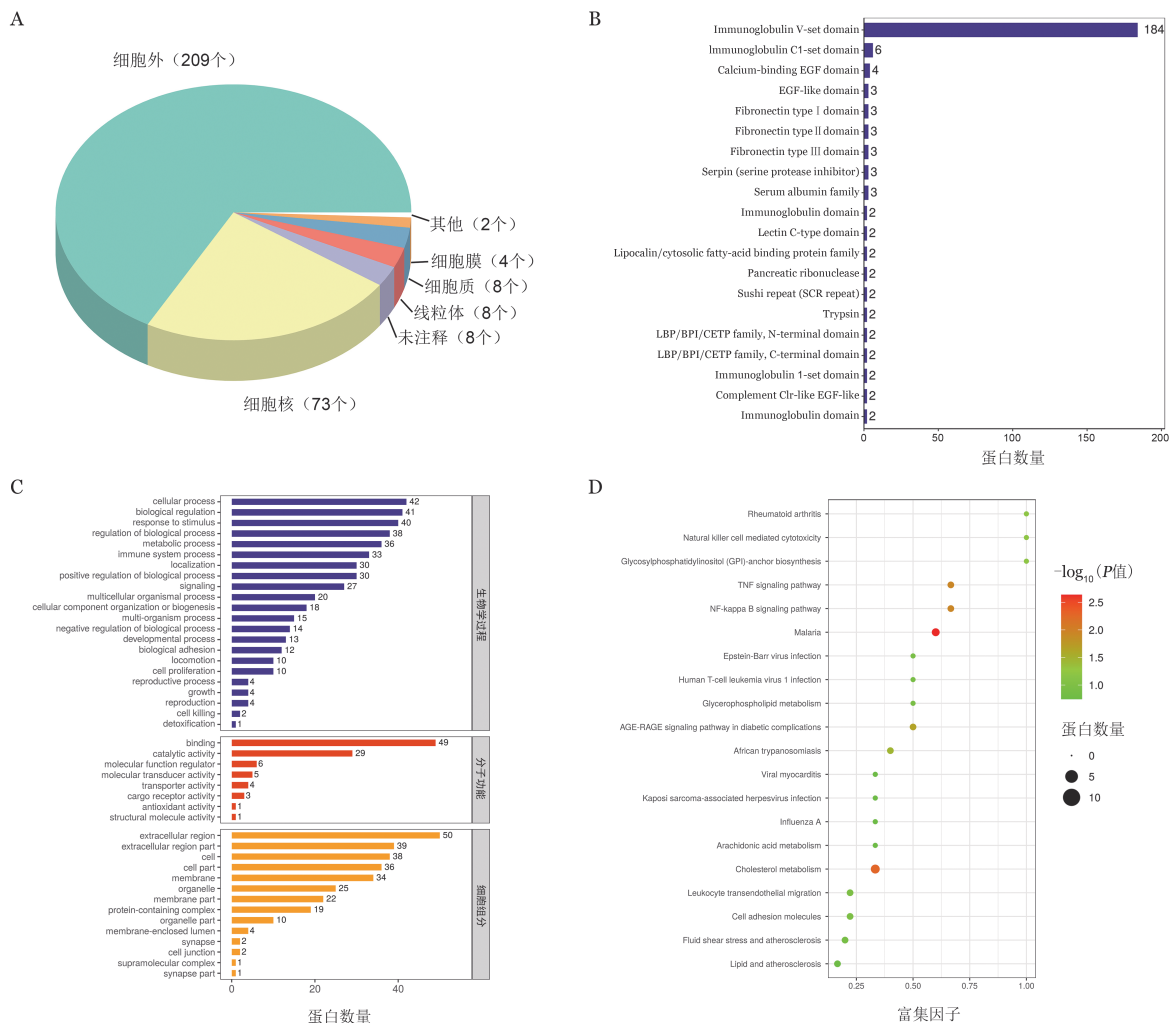 A
细胞外（209个）
其他（2个）
细胞膜（4个）
细胞质（8个）
线粒体（8个）
未注释（8个）
细胞核（73个）
B
Immunoglobulin V-set domain 184
lmmunoglobulin C1-set domain 6
Calcium-binding EGF domain 4
EGF-like domain 3
Fibronectin type Ⅰ domain 3
Fibronectin type Ⅱ domain 3
Fibronectin type Ⅲ domain 3
Serpin (serine protease inhibitor) 3
Serum albumin family 3
Immunoglobulin domain 2
Lectin C-type domain 2
Lipocalin/cytosolic fatty-acid binding protein family 2
Pancreatic ribonuclease 2
Sushi repeat (SCR repeat) 2
Trypsin 2
LBP/BPI/CETP family, N-terminal domain 2
LBP/BPI/CETP family, C-terminal domain 2
Immunoglobulin 1-set domain 2
Complement Clr-like EGF-like 2
Immunoglobulin domain 2
0 50 100 150 200
蛋白数量
C
cellular process 42
biological regulation 41
response to stimulus 40
regulation of biological process 38
metabolic process 36
immune system process 33
localization 30
positive regulation of biological process 30
signaling 27
multicellular organismal process 20
cellular component organization or biogenesis 18
multi-organism process 15
negative regulation of biological process 14
developmental process 13
biological adhesion 12
locomotion 10
cell proliferation 10
reproductive process 4
growth 4
reproduction 4
cell killing 2
detoxification 1
生物学过程
binding 49
catalytic activity 29
molecular function regulator 6
molecular transducer activity 5
transporter activity 4
cargo receptor activity 3
antioxidant activity 1
structural molecule activity 1
分子功能
extracellular region 50
extracellular region part 39
cell 38
cell part 36
membrane 34
organelle 25
membrane part 22
protein-containing complex 19
organelle part 10
membrane-enclosed lumen 4
synapse 2
cell junction 2
supramolecular complex 1
synapse part 1
细胞组分
0 20 40
蛋白数量
D
Rheumatoid arthritis
Natural killer cell mediated cytotoxicity
Glycosylphosphatidylinositol (GPI)-anchor biosynthesis
TNF signaling pathway
NF-kappa B signaling pathway
Malaria
Epstein-Barr virus infection
Human T-cell leukemia virus 1 infection
Glycerophospholipid metabolism
AGE-RAGE signaling pathway in diabetic complications
African trypanosomiasis
Viral myocarditis
Kaposi sarcoma-associated herpesvirus infection
Influenza A
Arachidonic acid metabolism
Cholesterol metabolism
Leukocyte transendothelial migration
Cell adhesion molecules
Fluid shear stress and atherosclerosis
Lipid and atherosclerosis
0.25 0.50 0.75 1.00
富集因子
−log₁₀(P值)
2.5
2.0
1.5
1.0
蛋白数量
0
5
10